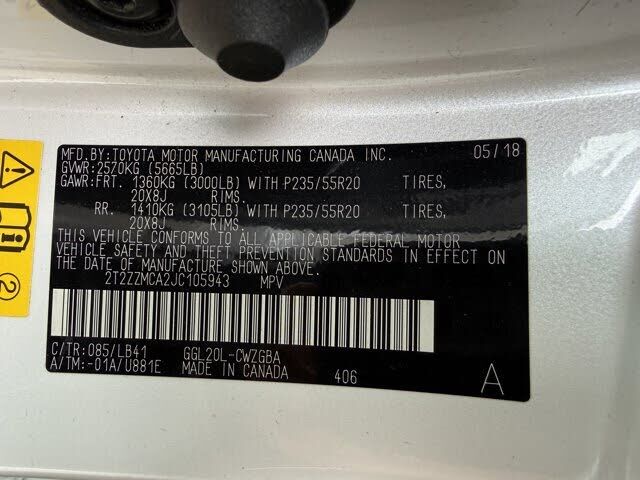 MFD.BY:TOYOTA MOTOR MANUFACTURING CANADA INC. 05/18
GVWR:2570KG (5665LB)
GAWR:FRT. 1360KG (3000LB) WITH P235/55R20 TIRES,
20X8J RIMS.
RR. 1410KG (3105LB) WITH P235/55R20 TIRES,
20X8J RIMS.
THIS VEHICLE CONFORMS TO ALL APPLICABLE FEDERAL MOTOR
VEHICLE SAFETY AND THEFT PREVENTION STANDARDS IN EFFECT ON
THE DATE OF MANUFACTURE SHOWN ABOVE.
2T2ZZMCA2JC105943 MPV
C/TR:085/LB41 GGL20L-CWZGBA
A/TM:-01A/U881E MADE IN CANADA 406 A
2